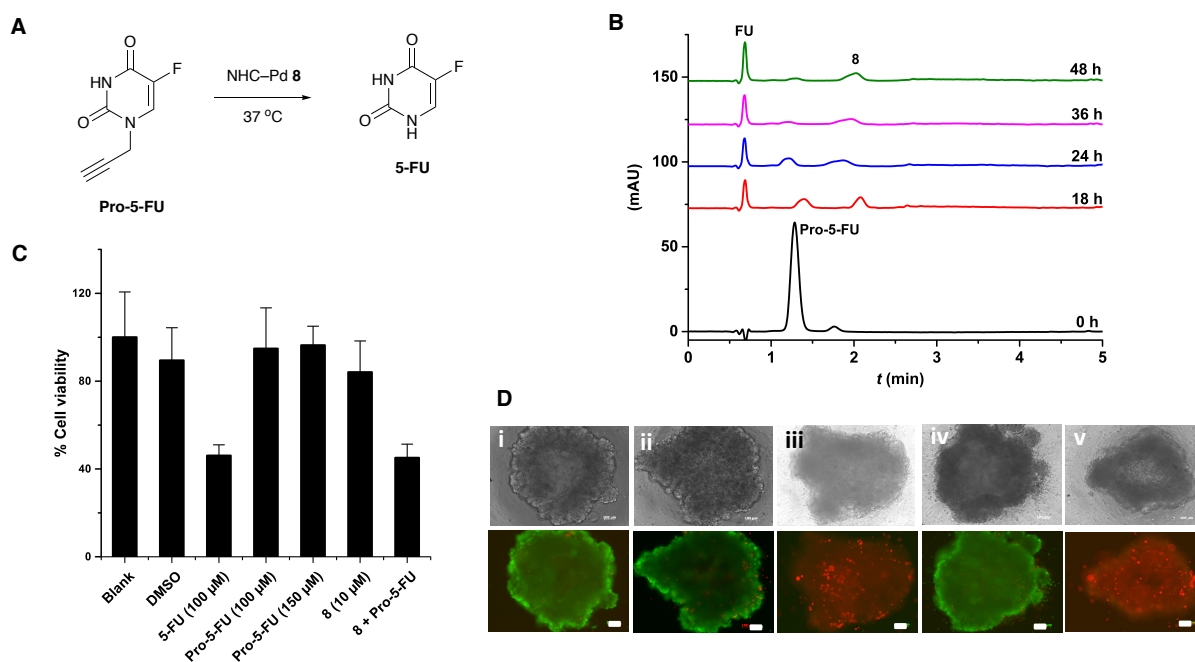 A
O
F
HN
O
N
Pro-5-FU
NHC–Pd 8
37 ºC
O
F
HN
O
N
H
5-FU
B
FU
8
48 h
36 h
24 h
18 h
Pro-5-FU
0 h
150
100
50
0
(mAU)
0 1 2 3 4 5
t (min)
C
120
80
40
0
% Cell viability
Blank
DMSO
5-FU (100 µM)
Pro-5-FU (100 µM)
Pro-5-FU (150 µM)
8 (10 µM)
8 + Pro-5-FU
D
i ii iii iv v